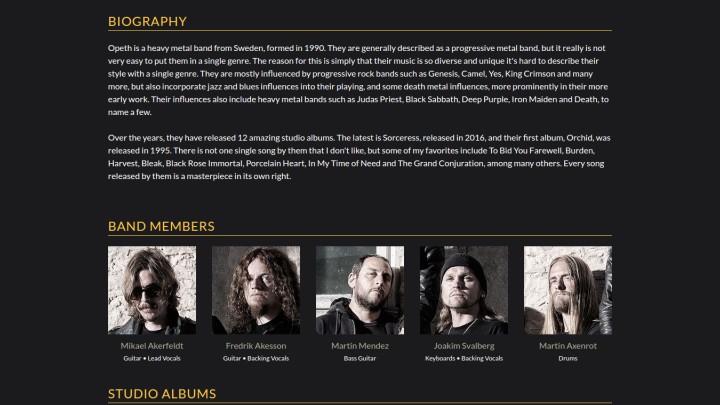 BIOGRAPHY
Opeth is a heavy metal band from Sweden, formed in 1990. They are generally described as a progressive metal band, but it really is not
very easy to put them in a single genre. The reason for this is simply that their music is so diverse and unique it's hard to describe their
style with a single genre. They are mostly influenced by progressive rock bands such as Genesis, Camel, Yes, King Crimson and many
more, but also incorporate jazz and blues influences into their playing, and some death metal influences, more prominently in their more
early work. Their influences also include heavy metal bands such as Judas Priest, Black Sabbath, Deep Purple, Iron Maiden and Death, to
name a few.
Over the years, they have released 12 amazing studio albums. The latest is Sorceress, released in 2016, and their first album, Orchid, was
released in 1995. There is not one single song by them that I don't like, but some of my favorites include To Bid You Farewell, Burden,
Harvest, Bleak, Black Rose Immortal, Porcelain Heart, In My Time of Need and The Grand Conjuration, among many others. Every song
released by them is a masterpiece in its own right.
BAND MEMBERS
Mikael Akerfeldt
Guitar • Lead Vocals
Fredrik Akesson
Guitar • Backing Vocals
Martin Mendez
Bass Guitar
Joakim Svalberg
Keyboards • Backing Vocals
Martin Axenrot
Drums
STUDIO ALBUMS